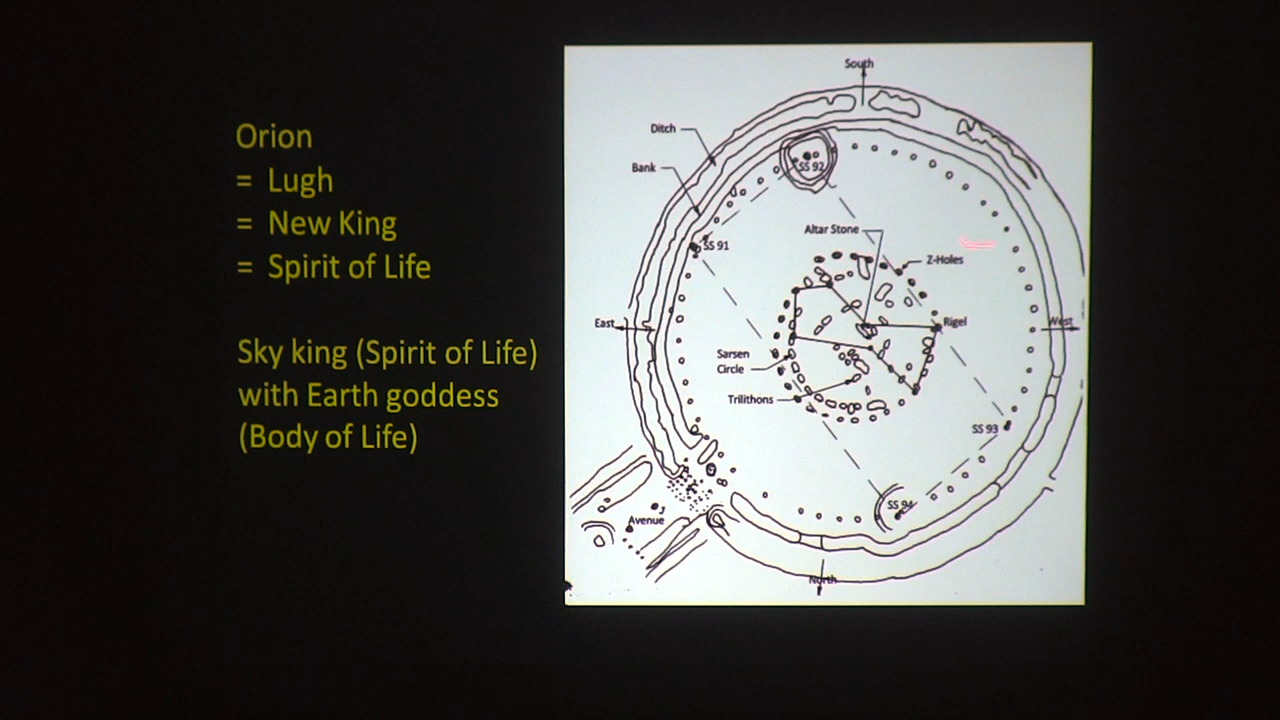 Orion
= Lugh
= New King
= Spirit of Life
Sky king (Spirit of Life)
with Earth goddess
(Body of Life)
South
Ditch
Bank
SS 92
SS 91
Altar Stone
Z-Holes
East
Rigel
West
Sarsen
Circle
Trilithons
SS 93
SS 94
Avenue
North